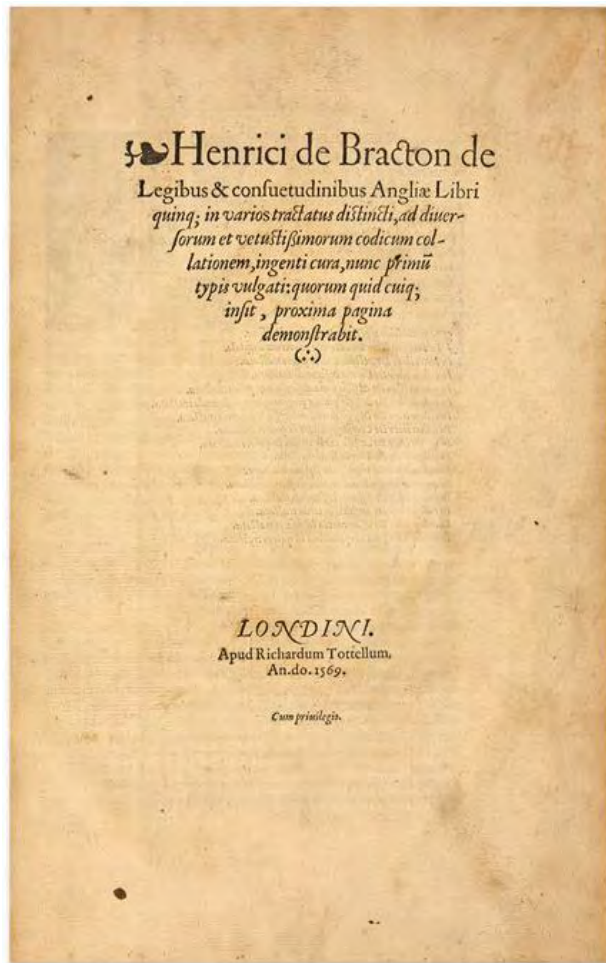 ❧Henrici de Bracton de
Legibus & conſuetudinibus Angliæ Libri
quinq; in varios tractatus diſtincti, ad diuer-
ſorum et vetuſtiſsimorum codicum col-
lationem, ingenti cura, nunc primū
typis vulgati: quorum quid cuiq;
inſit, proxima pagina
demonſtrabit.
(∴)
LONDINI.
Apud Richardum Tottellum,
An.do. 1569.
Cum priuilegio.